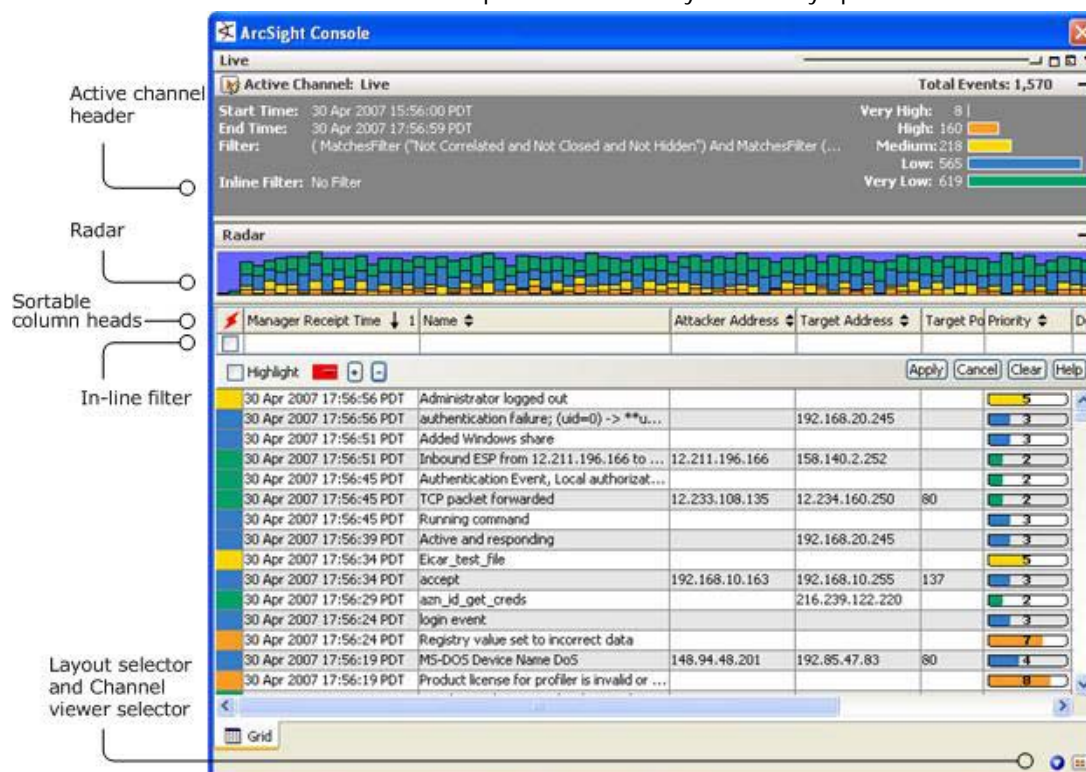 ArcSight Console
Live
Active Channel: Live Total Events: 1,570
Start Time: 30 Apr 2007 15:56:00 PDT
End Time: 30 Apr 2007 17:56:59 PDT
Filter: ( MatchesFilter ("Not Correlated and Not Closed and Not Hidden") And MatchesFilter (...
Inline Filter: No Filter
Very High: 8
High: 160
Medium: 218
Low: 565
Very Low: 619
Active channel
header
Radar
Radar
Sortable
column heads
Manager Receipt Time 1 Name Attacker Address Target Address Target Po Priority D
In-line filter
Highlight Apply Cancel Clear Help
30 Apr 2007 17:56:56 PDT Administrator logged out 5
30 Apr 2007 17:56:56 PDT authentication failure; (uid=0) -> **u... 192.168.20.245 3
30 Apr 2007 17:56:51 PDT Added Windows share 3
30 Apr 2007 17:56:51 PDT Inbound ESP from 12.211.196.166 to ... 12.211.196.166 158.140.2.252 2
30 Apr 2007 17:56:45 PDT Authentication Event, Local authorizat... 2
30 Apr 2007 17:56:45 PDT TCP packet forwarded 12.233.108.135 12.234.160.250 80 2
30 Apr 2007 17:56:45 PDT Running command 3
30 Apr 2007 17:56:39 PDT Active and responding 192.168.20.245 3
30 Apr 2007 17:56:34 PDT Eicar_test_file 5
30 Apr 2007 17:56:34 PDT accept 192.168.10.163 192.168.10.255 137 3
30 Apr 2007 17:56:29 PDT azn_id_get_creds 216.239.122.220 2
30 Apr 2007 17:56:24 PDT login event 3
30 Apr 2007 17:56:24 PDT Registry value set to incorrect data 7
30 Apr 2007 17:56:19 PDT MS-DOS Device Name DoS 148.94.48.201 192.85.47.83 80 4
30 Apr 2007 17:56:19 PDT Product license for profiler is invalid or ... 8
Layout selector
and Channel
viewer selector
Grid